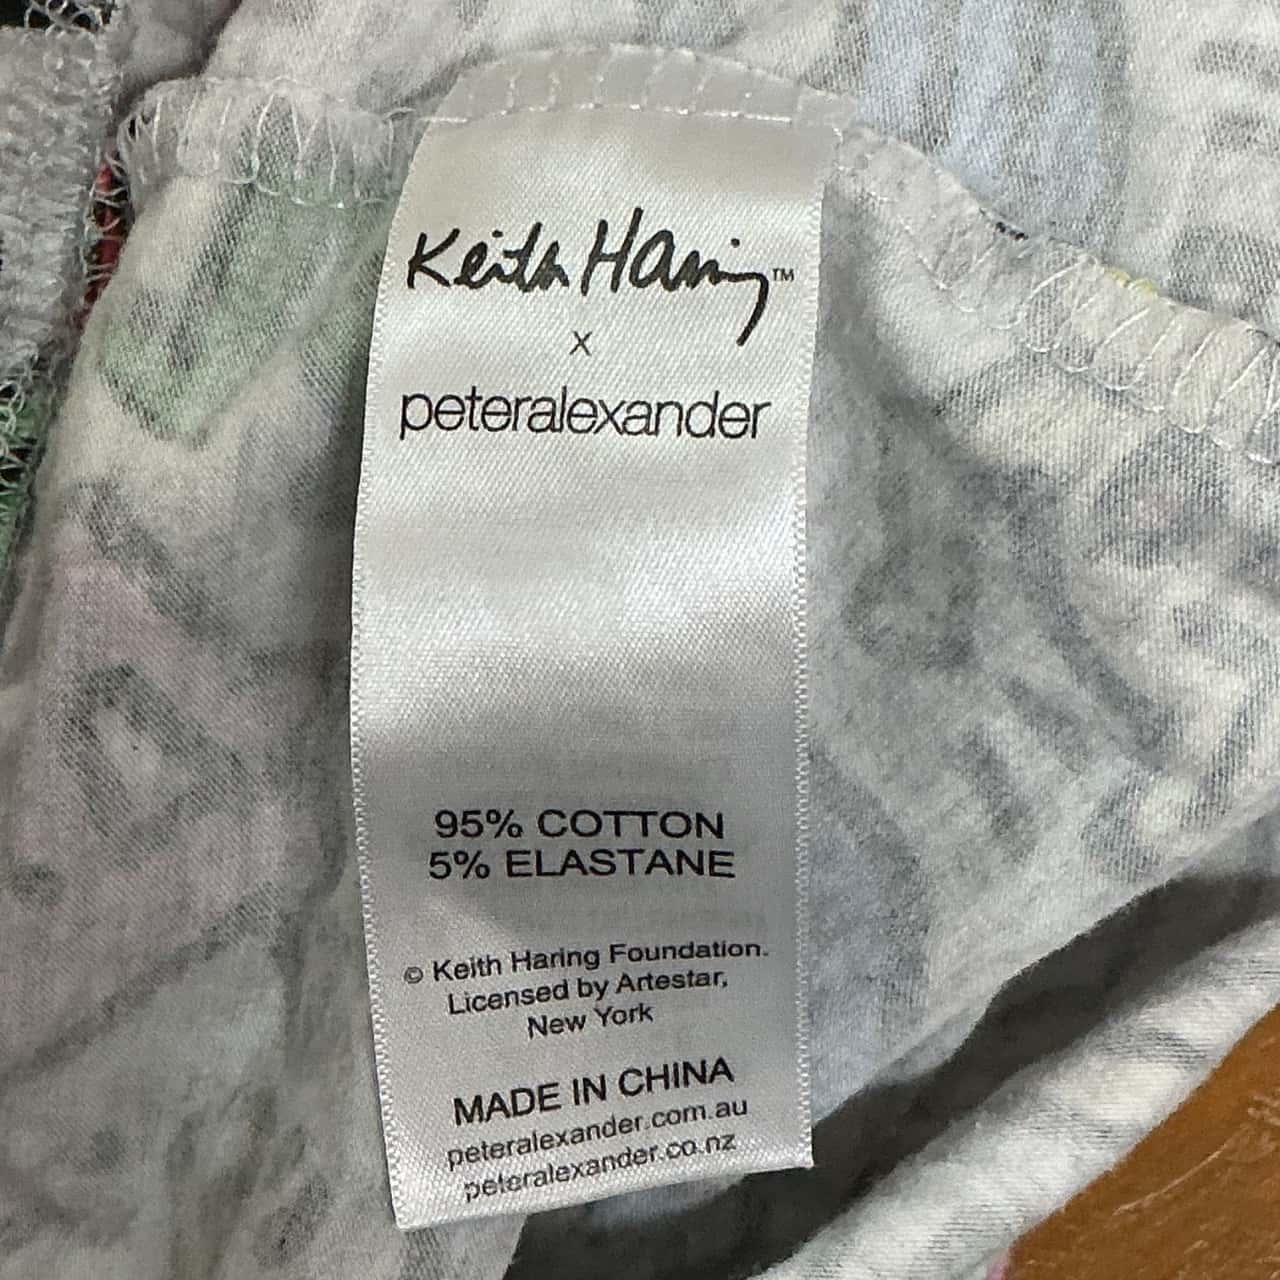 Keith Haring™
x
peteralexander
95% COTTON
5% ELASTANE
© Keith Haring Foundation.
Licensed by Artestar,
New York
MADE IN CHINA
peteralexander.com.au
peteralexander.co.nz